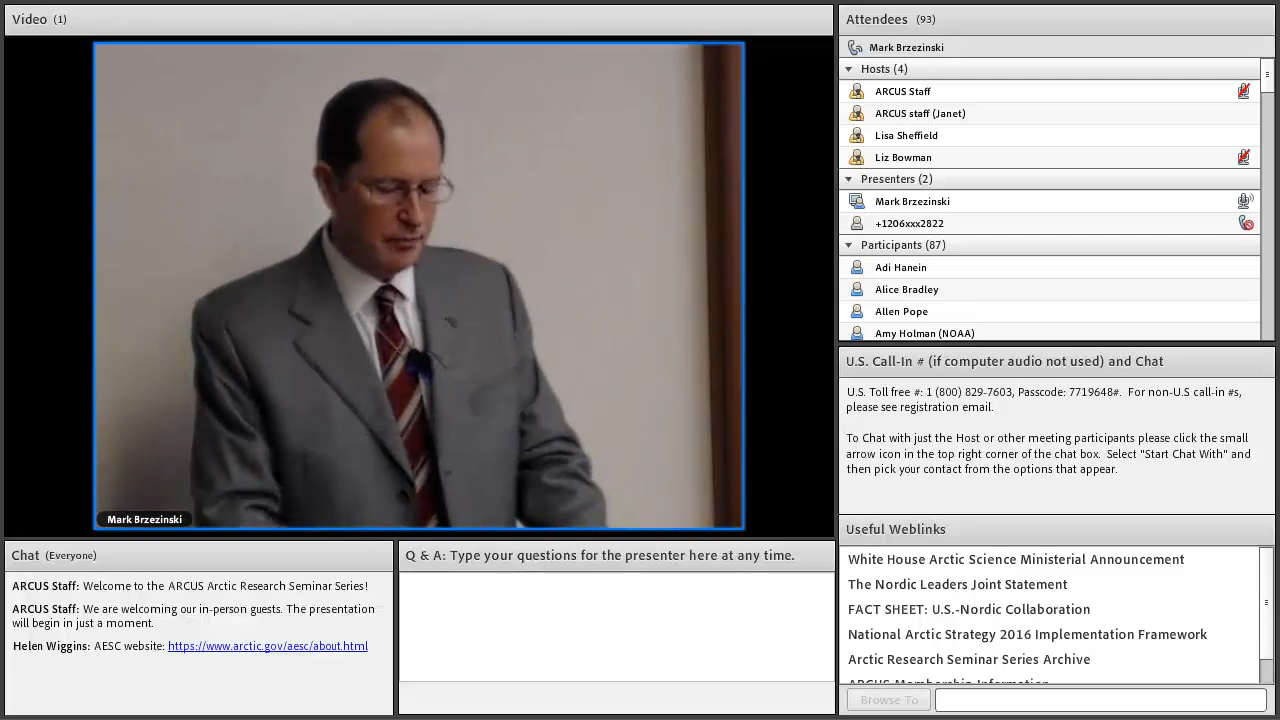 Video (1)
Mark Brzezinski
Attendees (93)
Mark Brzezinski
Hosts (4)
ARCUS Staff
ARCUS staff (Janet)
Lisa Sheffield
Liz Bowman
Presenters (2)
Mark Brzezinski
+1206xxx2822
Participants (87)
Adi Hanein
Alice Bradley
Allen Pope
Amy Holman (NOAA)
U.S. Call-In # (if computer audio not used) and Chat
U.S. Toll free #: 1 (800) 829-7603, Passcode: 7719648#. For non-U.S call-in #s,
please see registration email.
To Chat with just the Host or other meeting participants please click the small
arrow icon in the top right corner of the chat box. Select "Start Chat With" and
then pick your contact from the options that appear.
Chat (Everyone)
ARCUS Staff: Welcome to the ARCUS Arctic Research Seminar Series!
ARCUS Staff: We are welcoming our in-person guests. The presentation
will begin in just a moment.
Helen Wiggins: AESC website: https://www.arctic.gov/aesc/about.html
Q & A: Type your questions for the presenter here at any time.
Useful Weblinks
White House Arctic Science Ministerial Announcement
The Nordic Leaders Joint Statement
FACT SHEET: U.S.-Nordic Collaboration
National Arctic Strategy 2016 Implementation Framework
Arctic Research Seminar Series Archive
ARCUS Membership Information
Browse To